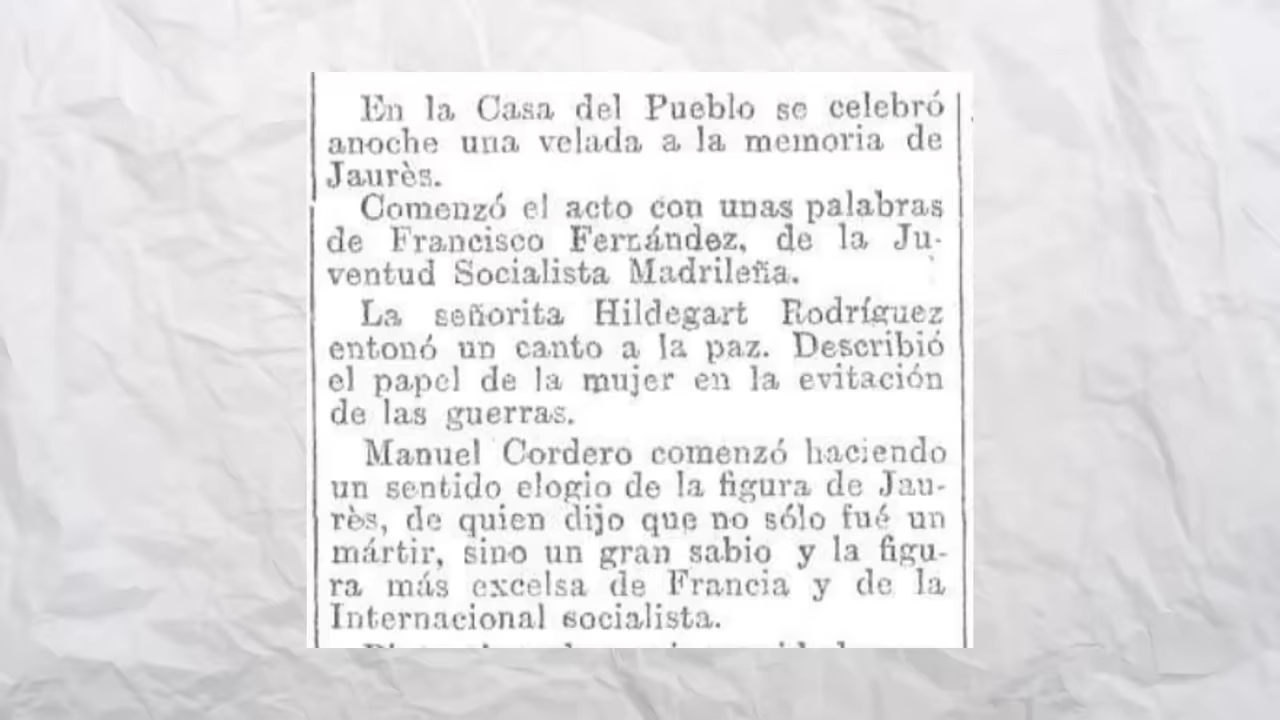 En la Casa del Pueblo se celebró
anoche una velada a la memoria de
Jaurès.
Comenzó el acto con unas palabras
de Francisco Fernández, de la Ju-
ventud Socialista Madrileña.
La señorita Hildegart Rodríguez
entonó un canto a la paz. Describió
el papel de la mujer en la evitación
de las guerras.
Manuel Cordero comenzó haciendo
un sentido elogio de la figura de Jau-
rès, de quien dijo que no sólo fué un
mártir, sino un gran sabio y la figu-
ra más excelsa de Francia y de la
Internacional socialista.